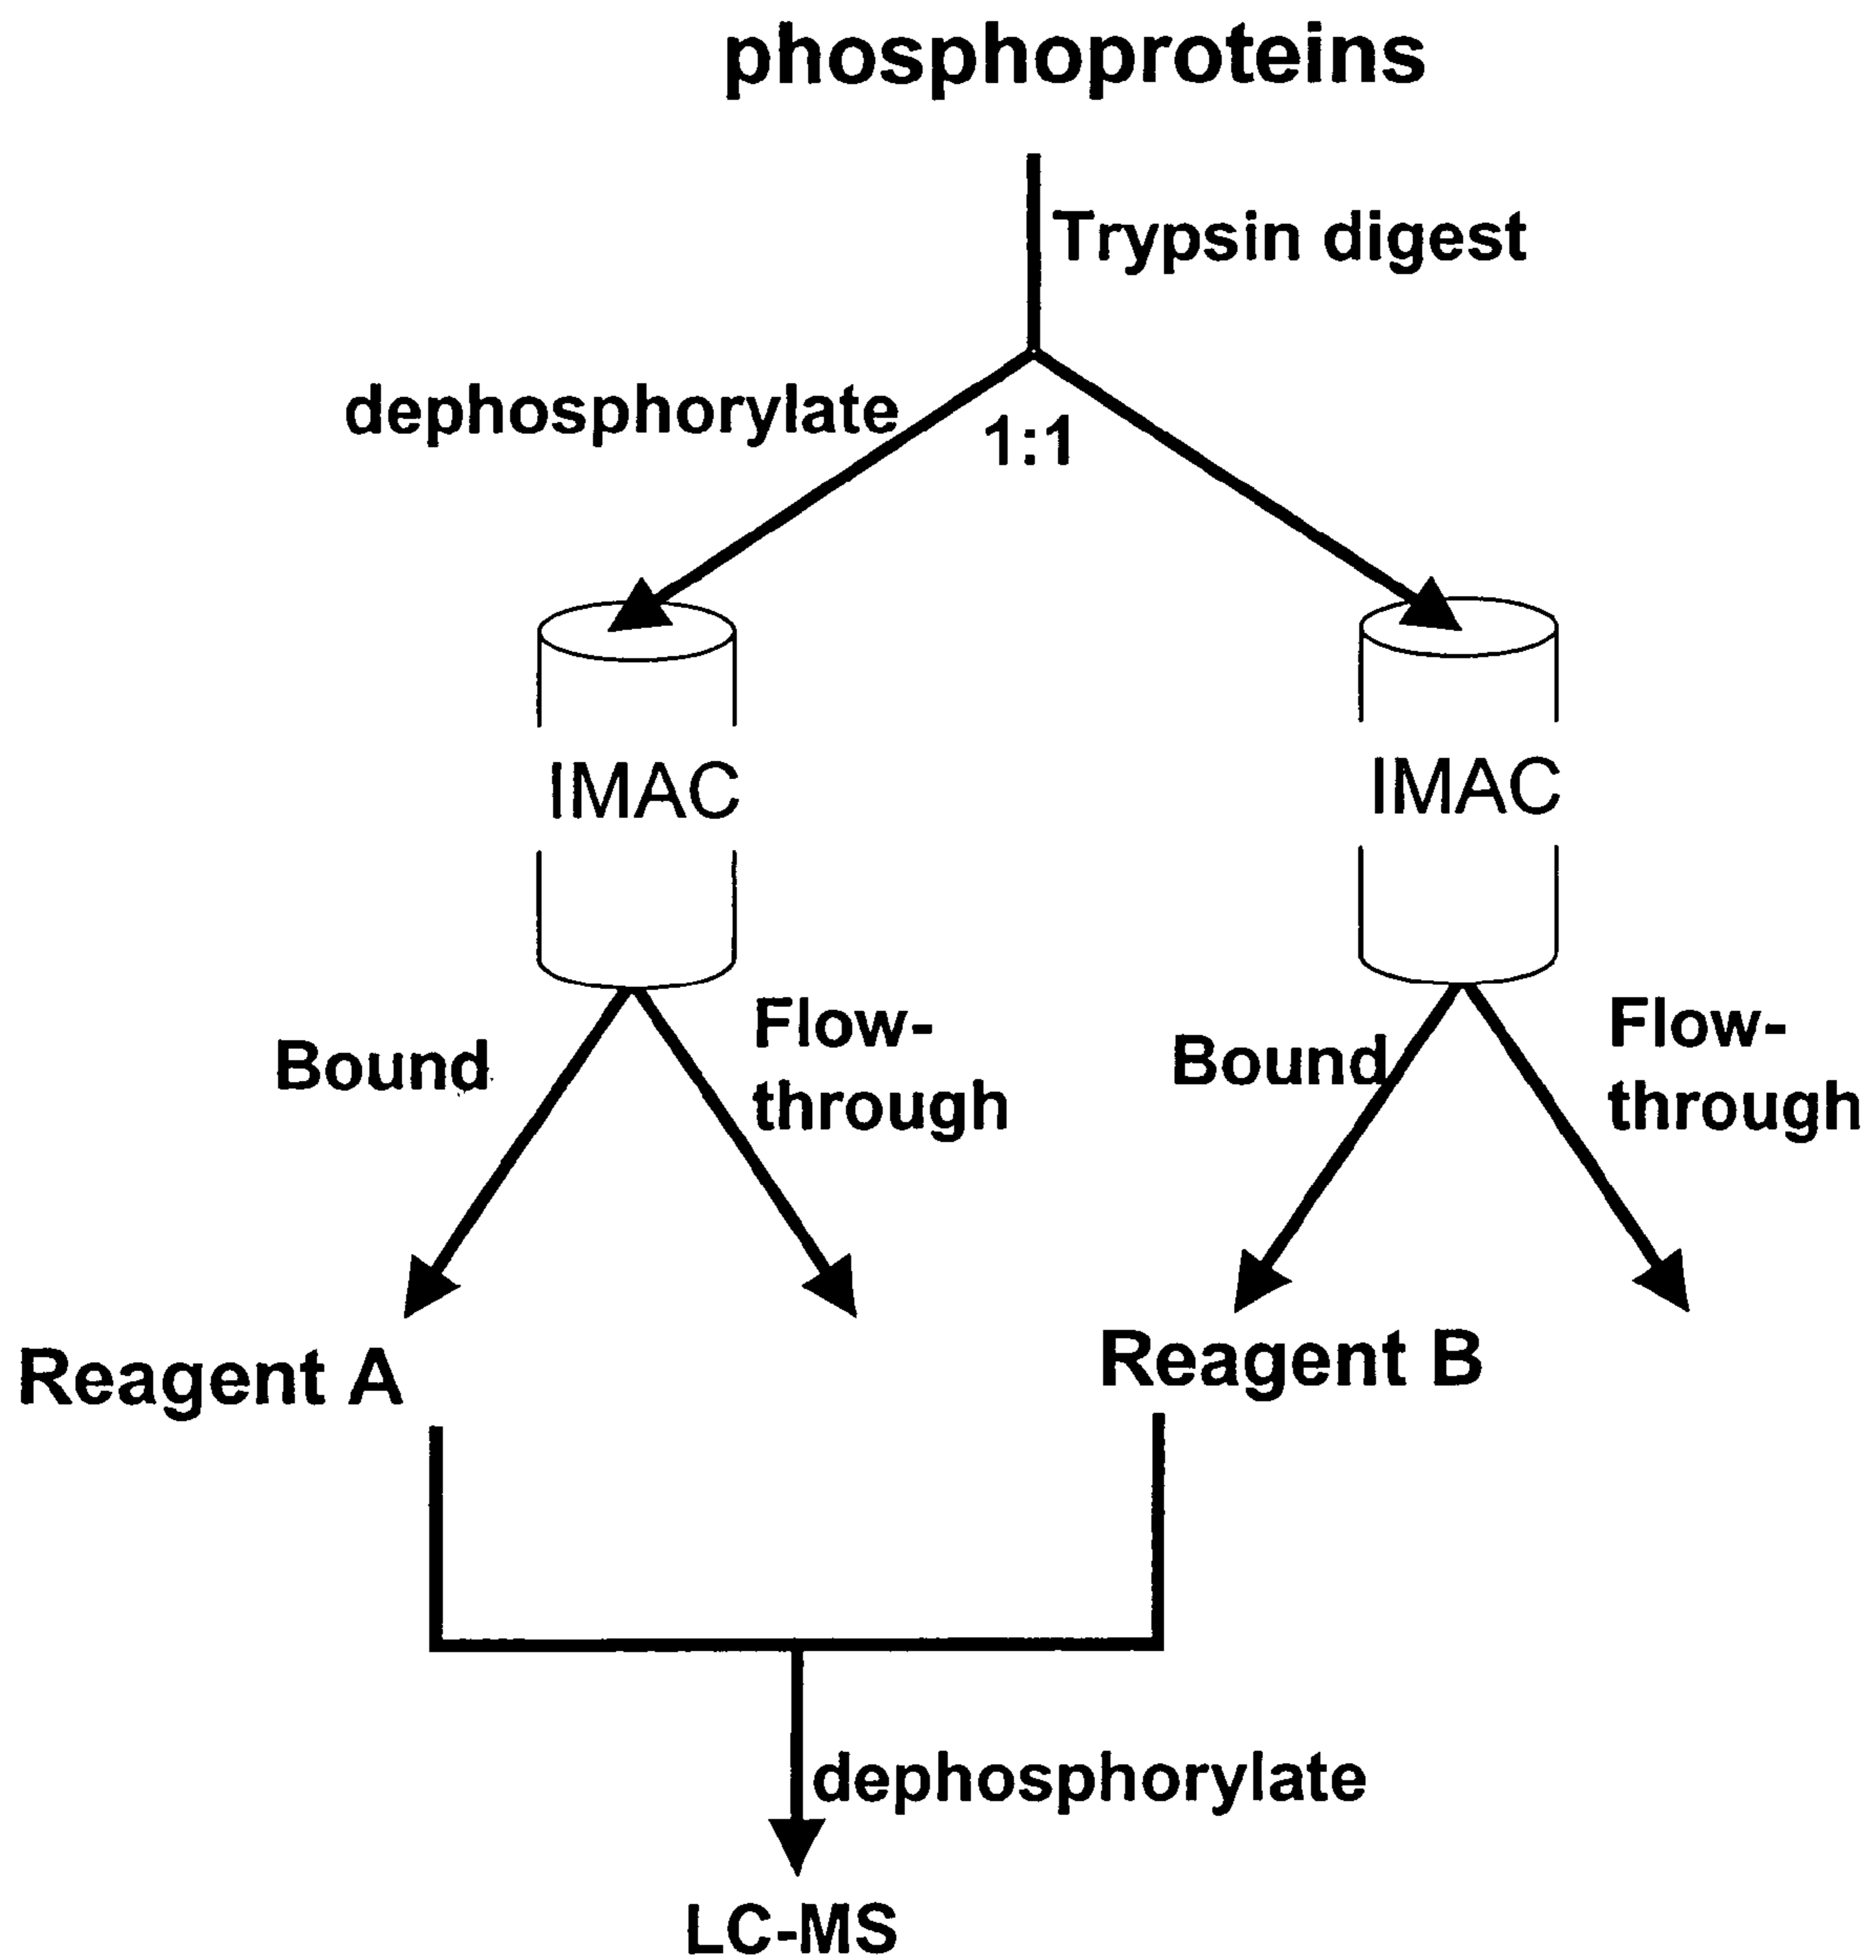 phosphoproteins
Trypsin digest
dephosphorylate
1:1
IMAC
IMAC
Bound
Flow-
through
Bound
Flow-
through
Reagent A
Reagent B
dephosphorylate
LC-MS